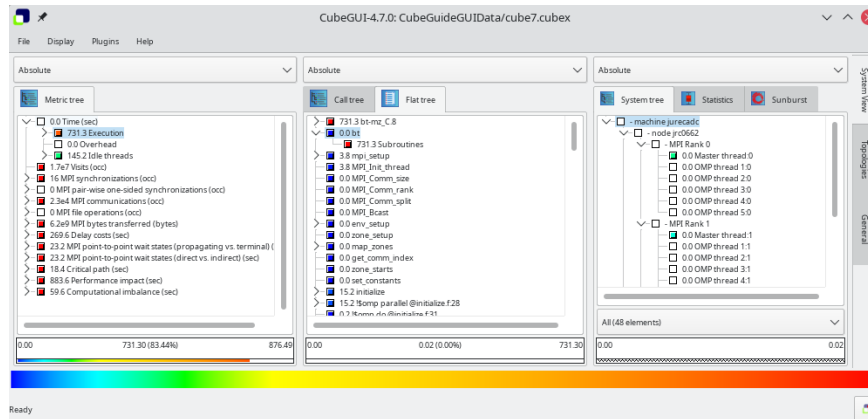 CubeGUI-4.7.0: CubeGuideGUIData/cube7.cubex
File Display Plugins Help
Absolute
Metric tree
0.0 Time (sec)
731.3 Execution
0.0 Overhead
145.2 Idle threads
1.7e7 Visits (occ)
16 MPI synchronizations (occ)
0 MPI pair-wise one-sided synchronizations (occ)
2.3e4 MPI communications (occ)
0 MPI file operations (occ)
6.2e9 MPI bytes transferred (bytes)
269.6 Delay costs (sec)
23.2 MPI point-to-point wait states (propagating vs. terminal) (
23.2 MPI point-to-point wait states (direct vs. indirect) (sec)
18.4 Critical path (sec)
883.6 Performance impact (sec)
59.6 Computational imbalance (sec)
0.00 731.30 (83.44%) 876.49
Absolute
Call tree Flat tree
731.3 bt-mz_C.8
0.0 bt
731.3 Subroutines
3.8 mpi_setup
3.8 MPI_Init_thread
0.0 MPI_Comm_size
0.0 MPI_Comm_rank
0.0 MPI_Comm_split
0.0 MPI_Bcast
0.0 env_setup
0.0 zone_setup
0.0 map_zones
0.0 get_comm_index
0.0 zone_starts
0.0 set_constants
15.2 initialize
15.2 !$omp parallel @initialize.f:28
0.2 !$omp do @initialize.f:31
0.00 0.02 (0.00%) 731.30
Absolute
System tree Statistics Sunburst
- machine jurecadc
- node jrc0662
- MPI Rank 0
0.0 Master thread:0
0.0 OMP thread 1:0
0.0 OMP thread 2:0
0.0 OMP thread 3:0
0.0 OMP thread 4:0
0.0 OMP thread 5:0
- MPI Rank 1
0.0 Master thread:1
0.0 OMP thread 1:1
0.0 OMP thread 2:1
0.0 OMP thread 3:1
0.0 OMP thread 4:1
All (48 elements)
0.00 0.02
System View
Topologies
General
Ready